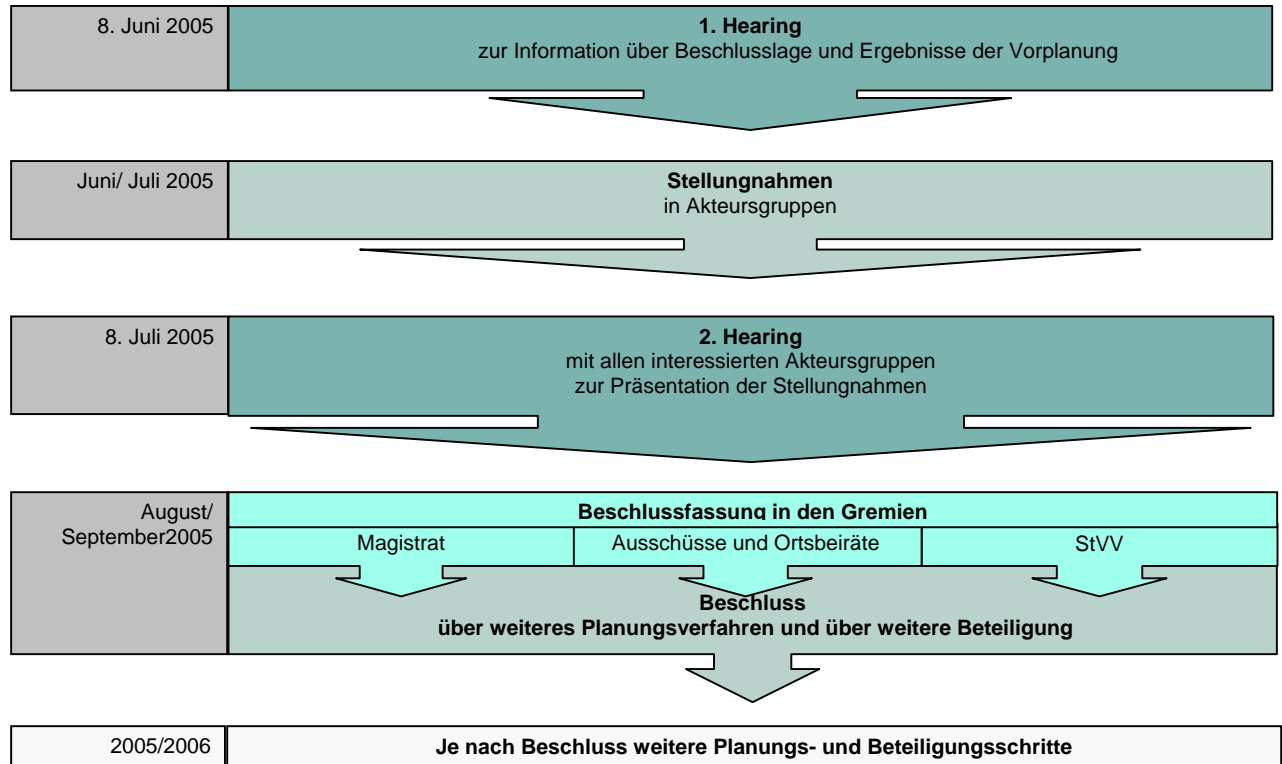 8. Juni 2005
1. Hearing
zur Information über Beschlusslage und Ergebnisse der Vorplanung
Juni/ Juli 2005
Stellungnahmen
in Akteursgruppen
8. Juli 2005
2. Hearing
mit allen interessierten Akteursgruppen
zur Präsentation der Stellungnahmen
August/
September2005
Beschlussfassung in den Gremien
Magistrat
Ausschüsse und Ortsbeiräte
StVV
Beschluss
über weiteres Planungsverfahren und über weitere Beteiligung
2005/2006
Je nach Beschluss weitere Planungs- und Beteiligungsschritte